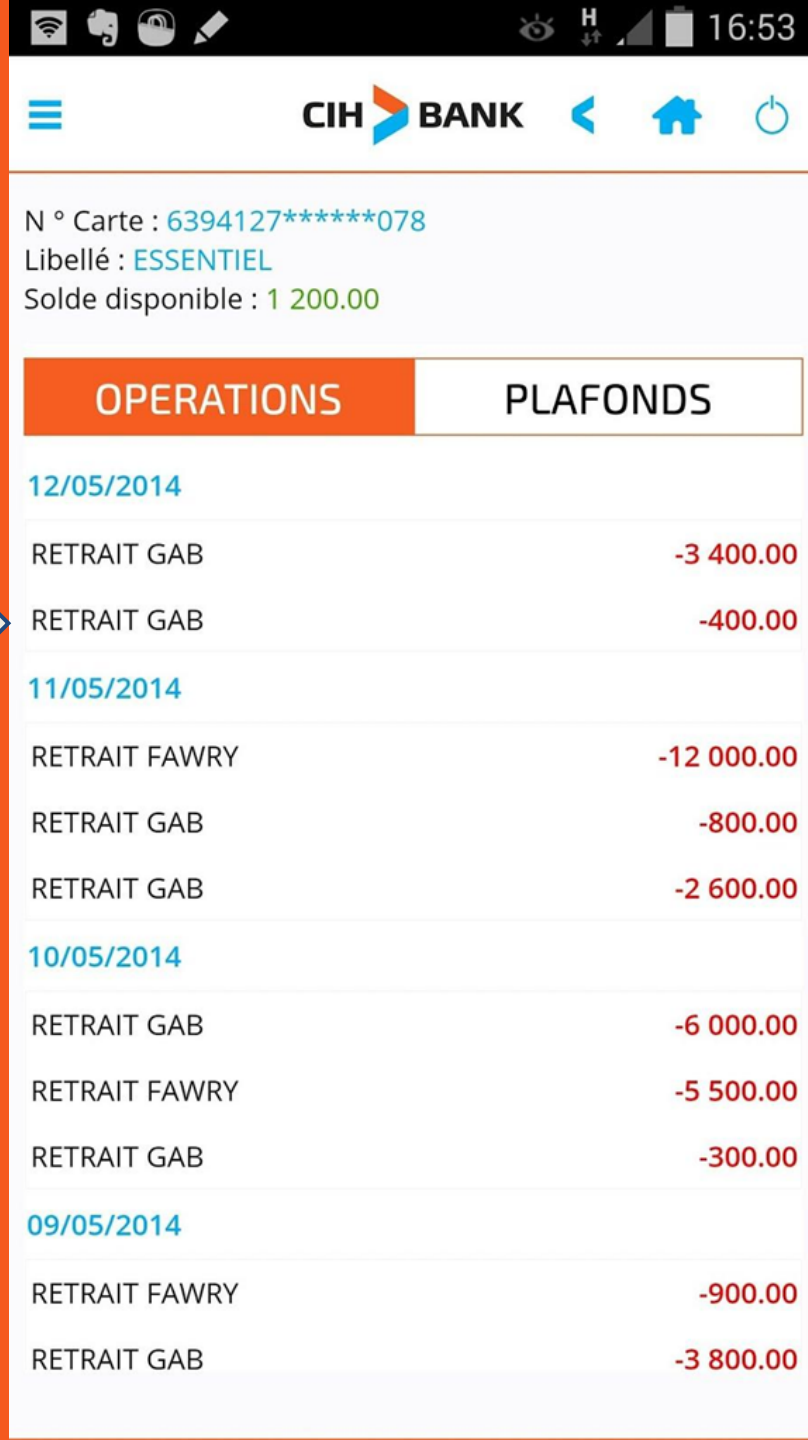 H 16:53
CIH BANK
N ° Carte : 6394127******078
Libellé : ESSENTIEL
Solde disponible : 1 200.00
OPERATIONS PLAFONDS
12/05/2014
RETRAIT GAB -3 400.00
RETRAIT GAB -400.00
11/05/2014
RETRAIT FAWRY -12 000.00
RETRAIT GAB -800.00
RETRAIT GAB -2 600.00
10/05/2014
RETRAIT GAB -6 000.00
RETRAIT FAWRY -5 500.00
RETRAIT GAB -300.00
09/05/2014
RETRAIT FAWRY -900.00
RETRAIT GAB -3 800.00